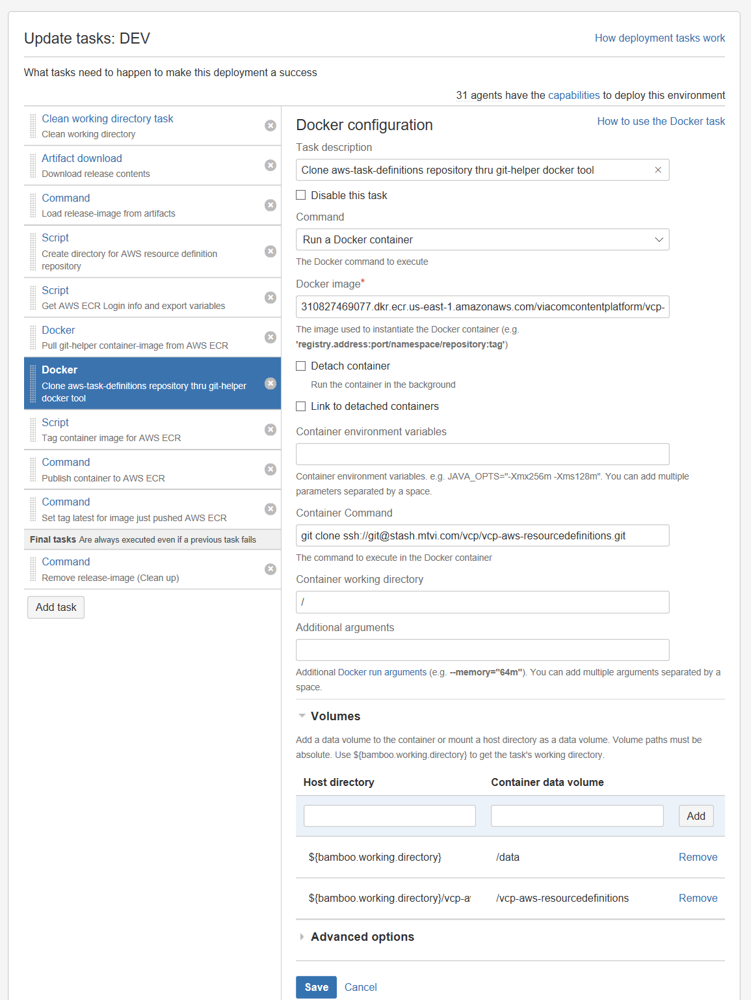 Update tasks: DEV
How deployment tasks work
What tasks need to happen to make this deployment a success
31 agents have the capabilities to deploy this environment
Clean working directory task
Clean working directory
Artifact download
Download release contents
Command
Load release-image from artifacts
Script
Create directory for AWS resource definition
repository
Script
Get AWS ECR Login info and export variables
Docker
Pull git-helper container-image from AWS ECR
Docker
Clone aws-task-definitions repository thru git-helper
docker tool
Script
Tag container image for AWS ECR
Command
Publish container to AWS ECR
Command
Set tag latest for image just pushed AWS ECR
Final tasks Are always executed even if a previous task fails
Command
Remove release-image (Clean up)
Add task
Docker configuration
How to use the Docker task
Task description
Clone aws-task-definitions repository thru git-helper docker tool
Disable this task
Command
Run a Docker container
The Docker command to execute
Docker image*
310827469077.dkr.ecr.us-east-1.amazonaws.com/viacomcontentplatform/vcp-
The image used to instantiate the Docker container (e.g.
'registry.address:port/namespace/repository:tag')
Detach container
Run the container in the background
Link to detached containers
Container environment variables
Container environment variables. e.g. JAVA_OPTS="-Xmx256m -Xms128m". You can add multiple
parameters separated by a space.
Container Command
git clone ssh://git@stash.mtvi.com/vcp/vcp-aws-resourcedefinitions.git
The command to execute in the Docker container
Container working directory
/
Additional arguments
Additional Docker run arguments (e.g. --memory="64m"). You can add multiple arguments separated by a
space.
Volumes
Add a data volume to the container or mount a host directory as a data volume. Volume paths must be
absolute. Use ${bamboo.working.directory} to get the task's working directory.
Host directory
Container data volume
Add
${bamboo.working.directory}
/data
Remove
${bamboo.working.directory}/vcp-a
/vcp-aws-resourcedefinitions
Remove
Advanced options
Save
Cancel